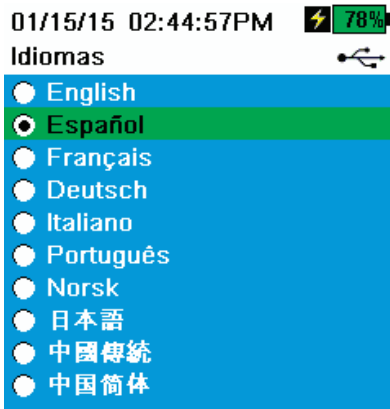 01/15/15 02:44:57PM 78%
Idiomas
English
Español
Français
Deutsch
Italiano
Português
Norsk
日本語
中國傳統
中国简体